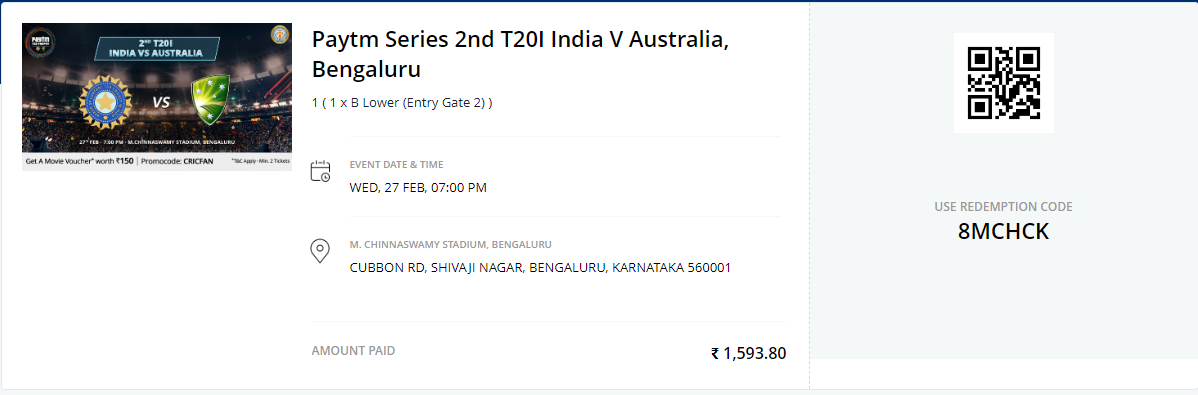 Paytm
2ND T20I
INDIA VS AUSTRALIA
VS
27TH FEB - 7:00 PM - M.CHINNASWAMY STADIUM, BENGALURU
Get A Movie Voucher* worth ₹150 | Promocode: CRICFAN *T&C Apply - Min. 2 Tickets
Paytm Series 2nd T20I India V Australia,
Bengaluru
1 ( 1 x B Lower (Entry Gate 2) )
EVENT DATE & TIME
WED, 27 FEB, 07:00 PM
M. CHINNASWAMY STADIUM, BENGALURU
CUBBON RD, SHIVAJI NAGAR, BENGALURU, KARNATAKA 560001
AMOUNT PAID
₹ 1,593.80
USE REDEMPTION CODE
8MCHCK